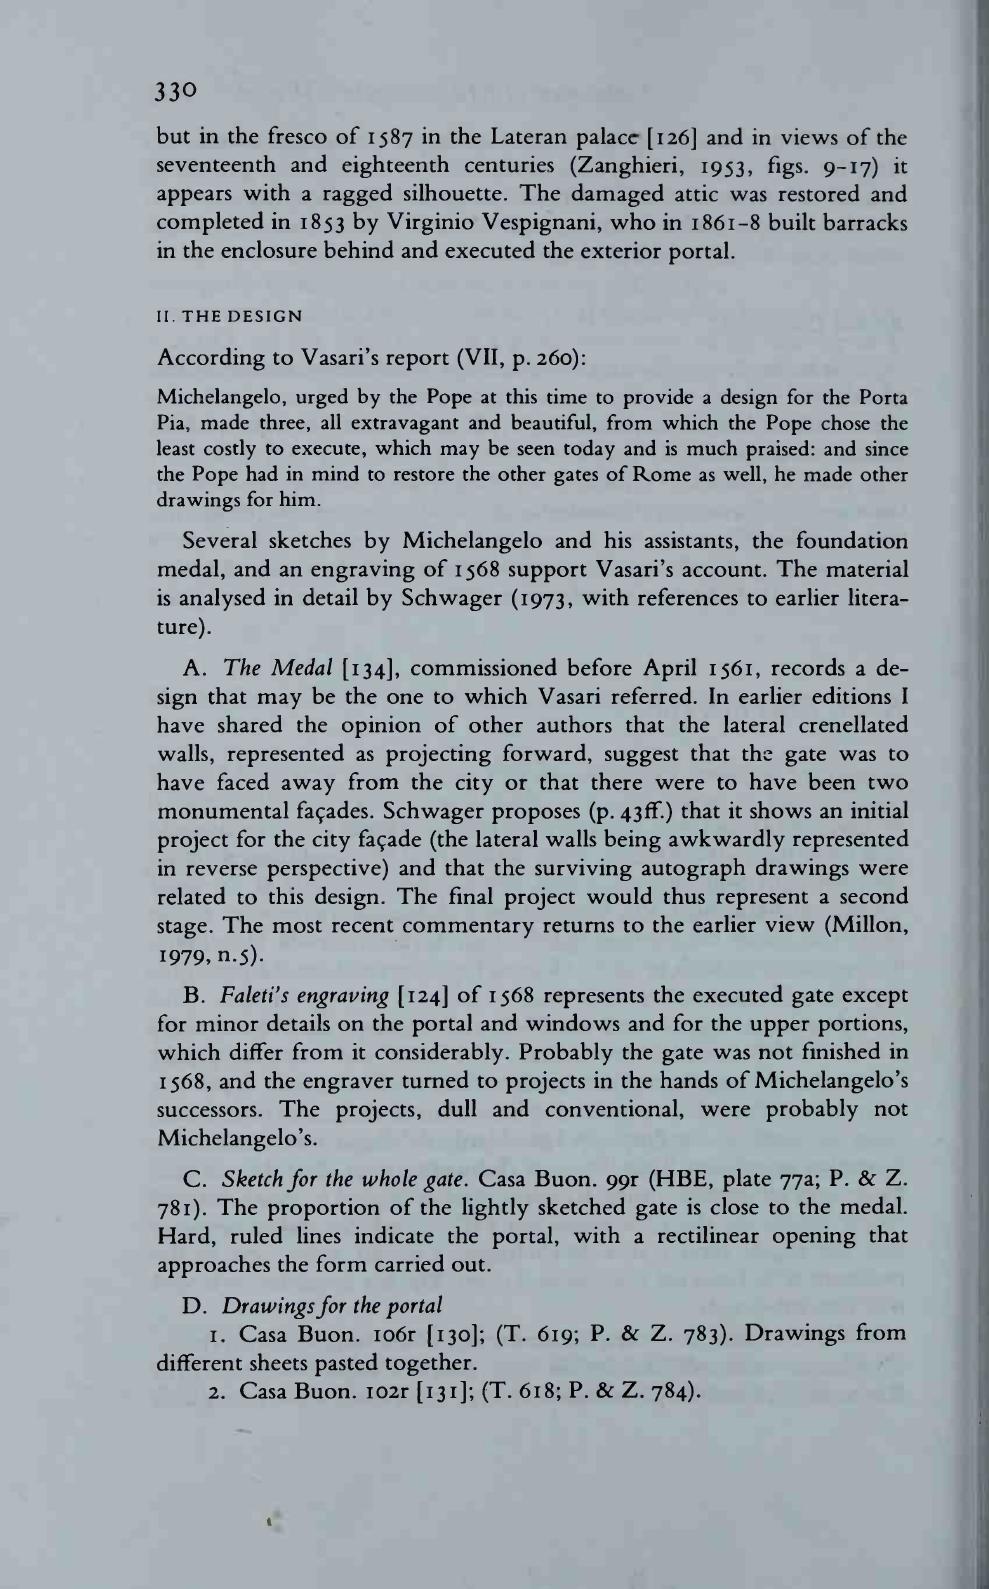 330
but in the fresco of 1587 in the Lateran palace [126] and in views of the
seventeenth and eighteenth centuries (Zanghieri, 1953, figs. 9-17) it
appears with a ragged silhouette. The damaged attic was restored and
completed in 1853 by Virginio Vespignani, who in 1861-8 built barracks
in the enclosure behind and executed the exterior portal.
II. THE DESIGN
According to Vasari's report (VII, p. 260):
Michelangelo, urged by the Pope at this time to provide a design for the Porta
Pia, made three, all extravagant and beautiful, from which the Pope chose the
least costly to execute, which may be seen today and is much praised: and since
the Pope had in mind to restore the other gates of Rome as well, he made other
drawings for him.
Several sketches by Michelangelo and his assistants, the foundation
medal, and an engraving of 1568 support Vasari's account. The material
is analysed in detail by Schwager (1973, with references to earlier litera-
ture).
A. The Medal [134], commissioned before April 1561, records a de-
sign that may be the one to which Vasari referred. In earlier editions I
have shared the opinion of other authors that the lateral crenellated
walls, represented as projecting forward, suggest that the gate was to
have faced away from the city or that there were to have been two
monumental façades. Schwager proposes (p. 43ff.) that it shows an initial
project for the city façade (the lateral walls being awkwardly represented
in reverse perspective) and that the surviving autograph drawings were
related to this design. The final project would thus represent a second
stage. The most recent commentary returns to the earlier view (Millon,
1979, n.5).
B. Faleti's engraving [124] of 1568 represents the executed gate except
for minor details on the portal and windows and for the upper portions,
which differ from it considerably. Probably the gate was not finished in
1568, and the engraver turned to projects in the hands of Michelangelo's
successors. The projects, dull and conventional, were probably not
Michelangelo's.
C. Sketch for the whole gate. Casa Buon. 99r (HBE, plate 77a; P. & Z.
781). The proportion of the lightly sketched gate is close to the medal.
Hard, ruled lines indicate the portal, with a rectilinear opening that
approaches the form carried out.
D. Drawings for the portal
1. Casa Buon. 106r [130]; (T. 619; P. & Z. 783). Drawings from
different sheets pasted together.
2. Casa Buon. 102r [131]; (T. 618; P. & Z. 784).